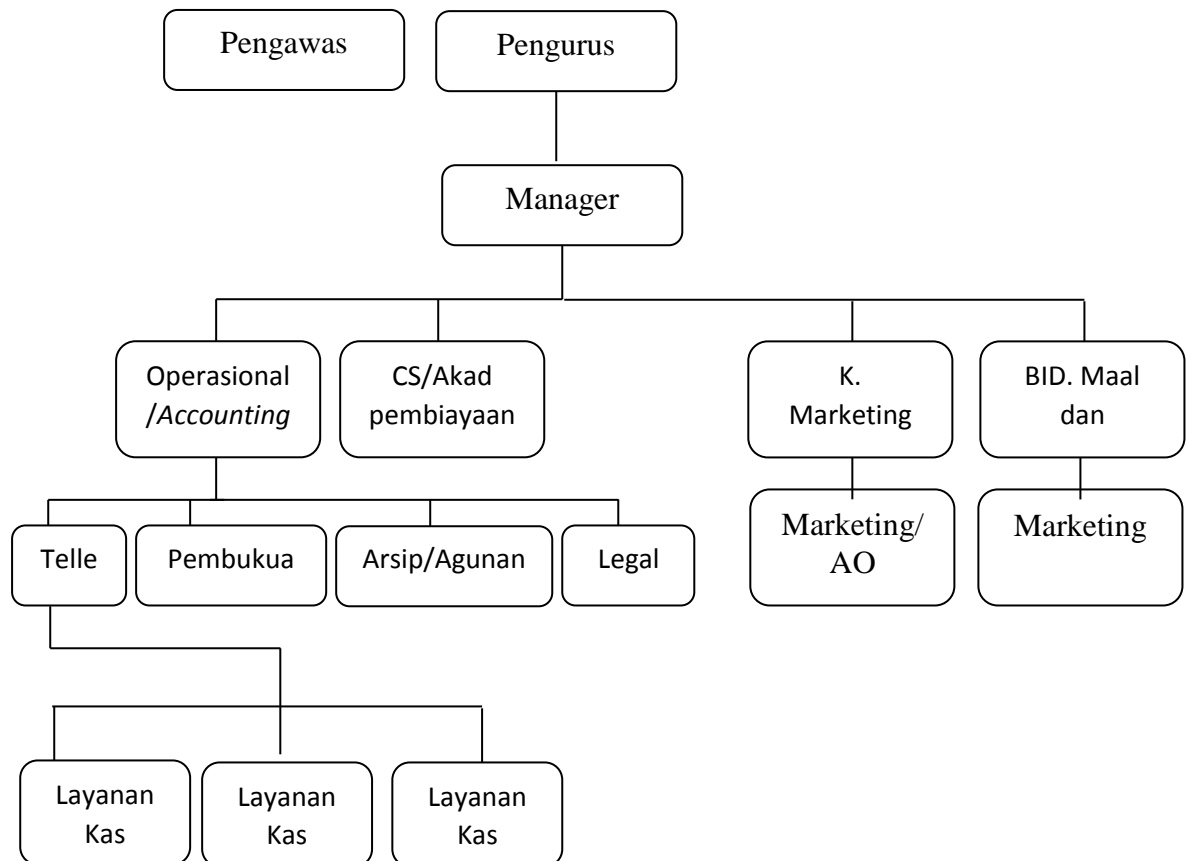 Pengawas
Pengurus
Manager
Operasional
/Accounting
CS/Akad
pembiayaan
K.
Marketing
BID. Maal
dan
Telle
Pembukua
Arsip/Agunan
Legal
Marketing/
AO
Marketing
Layanan
Kas
Layanan
Kas
Layanan
Kas